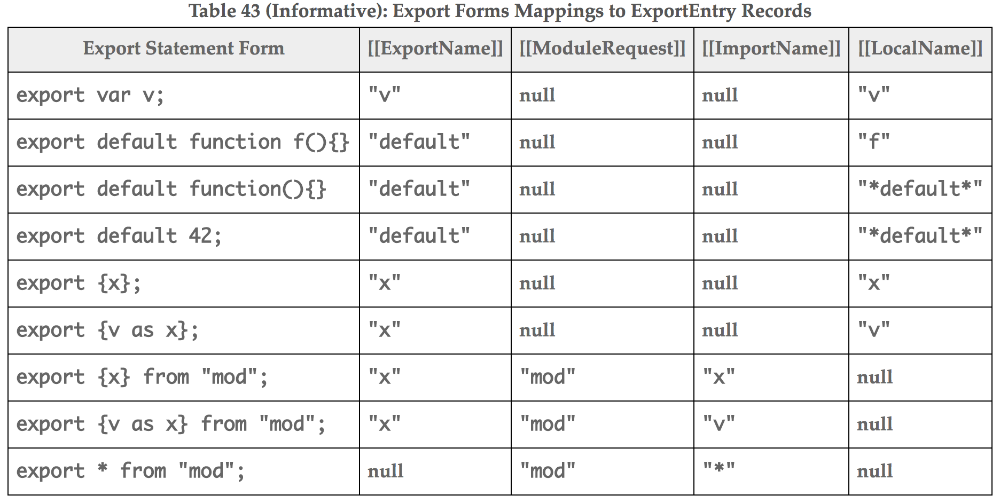 Table 43 (Informative): Export Forms Mappings to ExportEntry Records
Export Statement Form [[ExportName]] [[ModuleRequest]] [[ImportName]] [[LocalName]]
export var v; "v" null null "v"
export default function f(){} "default" null null "f"
export default function(){} "default" null null "*default*"
export default 42; "default" null null "*default*"
export {x}; "x" null null "x"
export {v as x}; "x" null null "v"
export {x} from "mod"; "x" "mod" "x" null
export {v as x} from "mod"; "x" "mod" "v" null
export * from "mod"; null "mod" "*" null